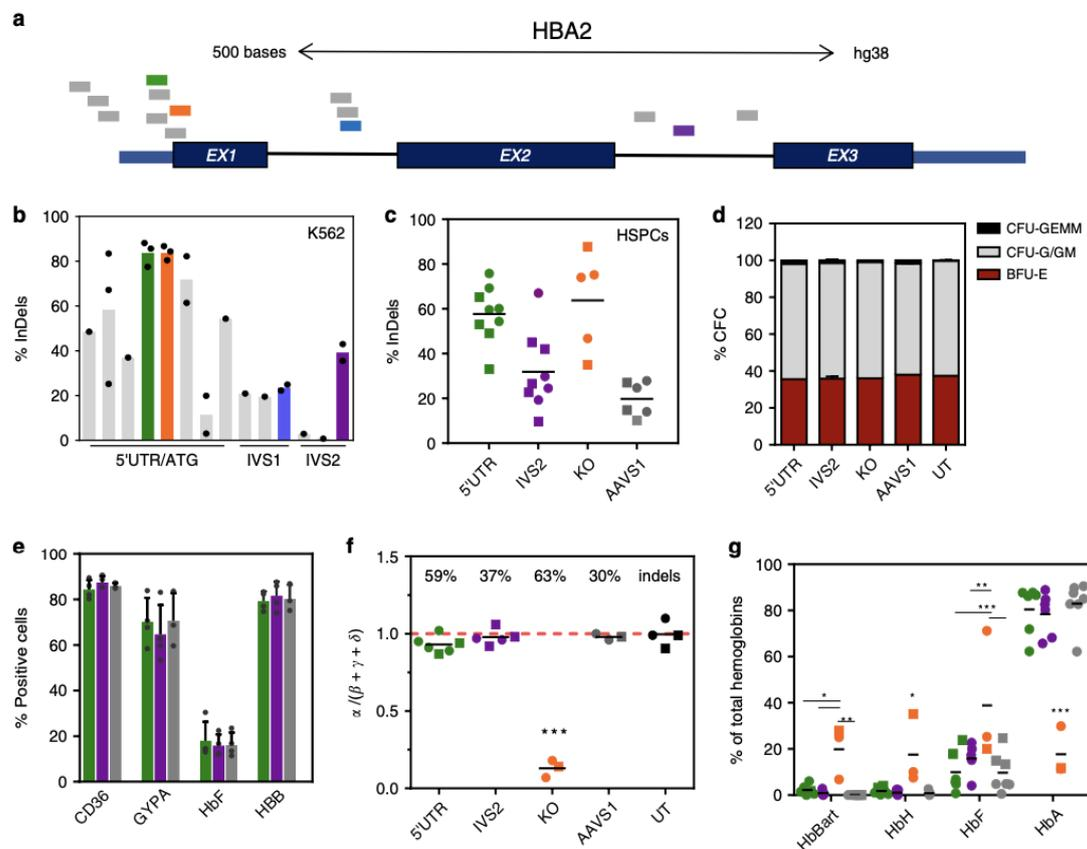 a
HBA2
500 bases
hg38
EX1
EX2
EX3
b
100
80
60
40
20
0
% InDels
K562
5'UTR/ATG
IVS1
IVS2
c
100
80
60
40
20
0
% InDels
HSPCs
5'UTR
IVS2
KO
AAVS1
d
120
100
80
60
40
20
0
% CFC
5'UTR
IVS2
KO
AAVS1
UT
CFU-GEMM
CFU-G/GM
BFU-E
e
100
80
60
40
20
0
% Positive cells
CD36
GYPA
HbF
HBB
f
1.5
1.0
0.5
0.0
α /(β + γ + δ)
59% 37% 63% 30% indels
***
5'UTR
IVS2
KO
AAVS1
UT
g
100
80
60
40
20
0
% of total hemoglobins
*
**
*
**
***
***
HbBart
HbH
HbF
HbA